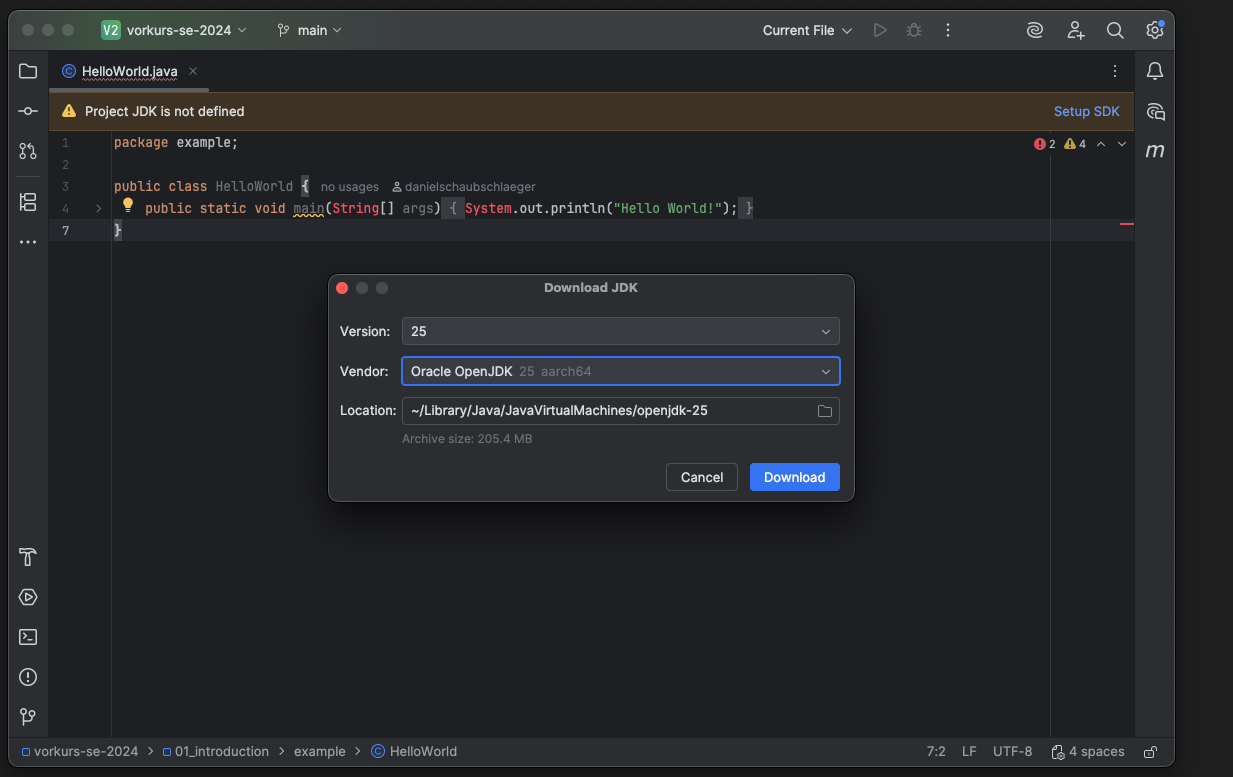 V2 vorkurs-se-2024 main Current File
HelloWorld.java
Project JDK is not defined Setup SDK
1 package example; 2 4
2
3 public class HelloWorld { no usages danielschaubschlaeger
4 public static void main(String[] args) { System.out.println("Hello World!"); }
7 }
Download JDK
Version: 25
Vendor: Oracle OpenJDK 25 aarch64
Location: ~/Library/Java/JavaVirtualMachines/openjdk-25
Archive size: 205.4 MB
Cancel Download
vorkurs-se-2024 > 01_introduction > example > HelloWorld 7:2 LF UTF-8 4 spaces